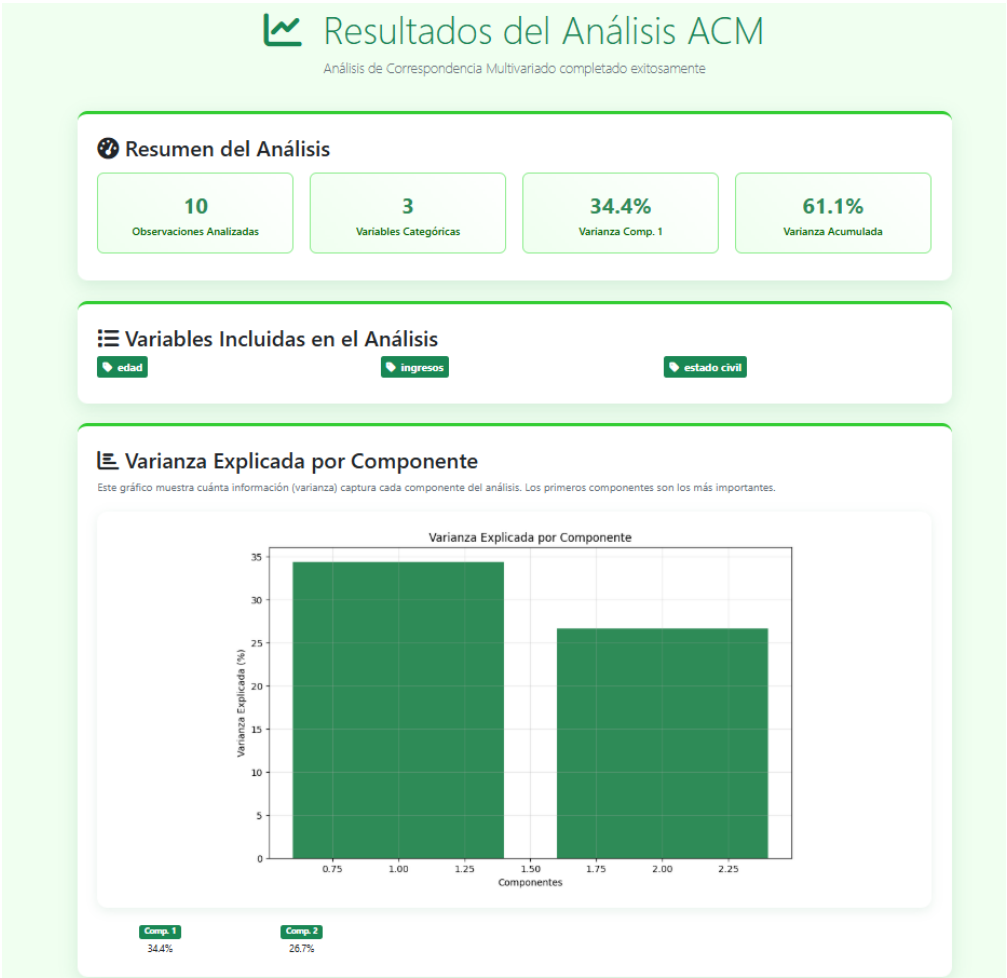 Resultados del Análisis ACM
Análisis de Correspondencia Multivariado completado exitosamente
Resumen del Análisis
10
Observaciones Analizadas
3
Variables Categóricas
34.4%
Varianza Comp. 1
61.1%
Varianza Acumulada
Variables Incluidas en el Análisis
edad
ingresos
estado civil
Varianza Explicada por Componente
Este gráfico muestra cuánta información (varianza) captura cada componente del análisis. Los primeros componentes son los más importantes.
Varianza Explicada por Componente
Varianza Explicada (%)
35
30
25
20
15
10
5
0
0.75 1.00 1.25 1.50 1.75 2.00 2.25
Componentes
Comp. 1 Comp. 2
34.4% 26.7%